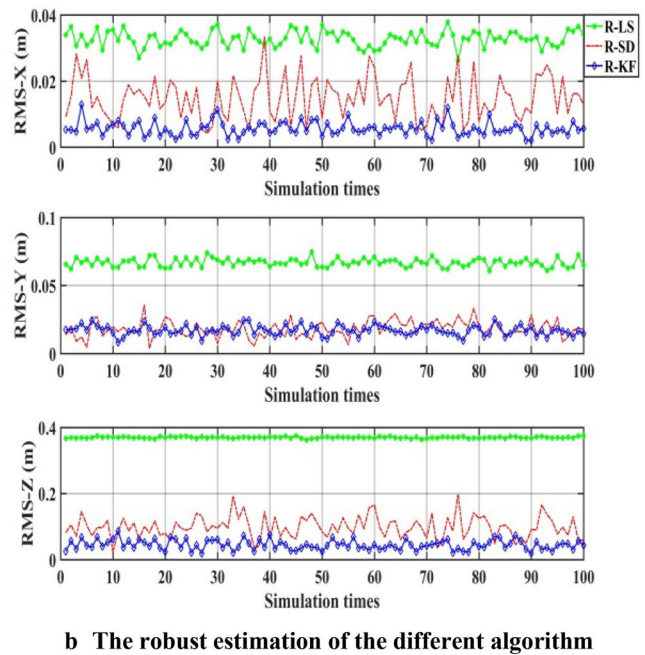 R-LS
R-SD
R-KF
RMS-X (m)
0.04
0.02
0
1 10 20 30 40 50 60 70 80 90 100
Simulation times
RMS-Y (m)
0.1
0.05
0
1 10 20 30 40 50 60 70 80 90 100
Simulation times
RMS-Z (m)
0.4
0.2
0
1 10 20 30 40 50 60 70 80 90 100
Simulation times
b The robust estimation of the different algorithm